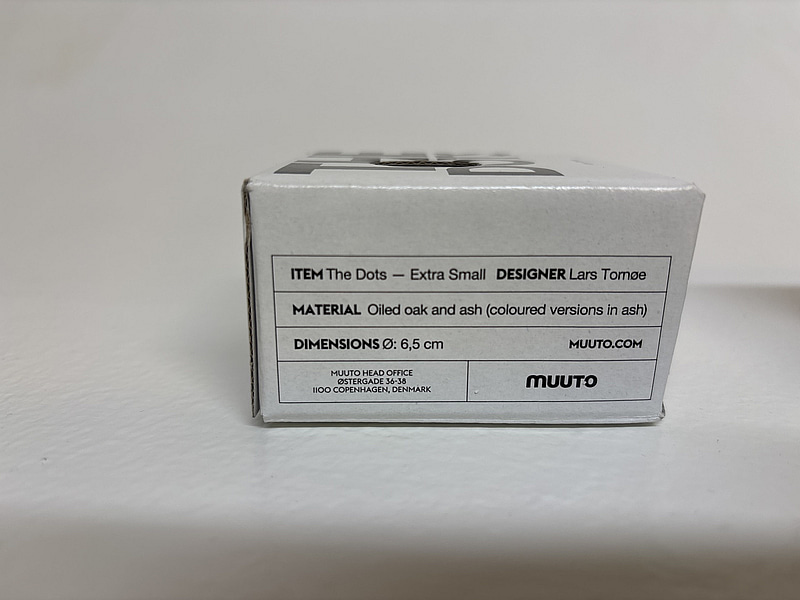 ITEM The Dots — Extra Small DESIGNER Lars Tornøe
MATERIAL Oiled oak and ash (coloured versions in ash)
DIMENSIONS Ø: 6,5 cm MUUTO.COM
MUUTO HEAD OFFICE
ØSTERGADE 36-38
1100 COPENHAGEN, DENMARK
MUUTO